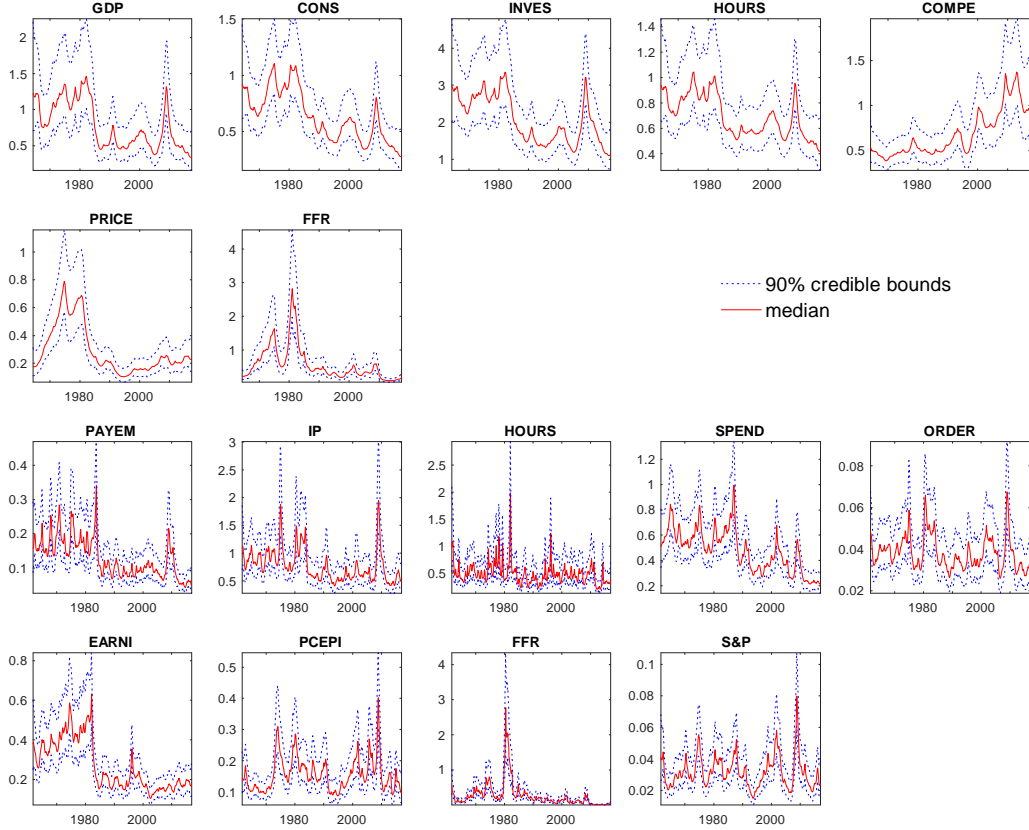 GDP CONS INVES HOURS COMPE
2 1.5 4 1.4
1.2
1.5 1 3 1 1.5
1 0.8 1
0.5 0.5 2 0.6 0.5
1 0.4
1980 2000 1980 2000 1980 2000 1980 2000 1980 2000
PRICE FFR
1 4
0.8 3
0.6 2
0.4 1
0.2
1980 2000 1980 2000
90% credible bounds
median
PAYEM IP HOURS SPEND ORDER
0.4 3 2.5 1.2 0.08
0.3 2.5 2 1 0.06
0.2 2 1.5 0.8 0.04
0.1 1.5 1 0.6 0.02
1 0.5 0.4
0.5 0.2
1980 2000 1980 2000 1980 2000 1980 2000 1980 2000
EARNI PCEPI FFR S&P
0.8 0.5 4 0.1
0.6 0.4 3 0.08
0.4 0.3 2 0.06
0.2 0.2 1 0.04
0.1 0.02
1980 2000 1980 2000 1980 2000 1980 2000